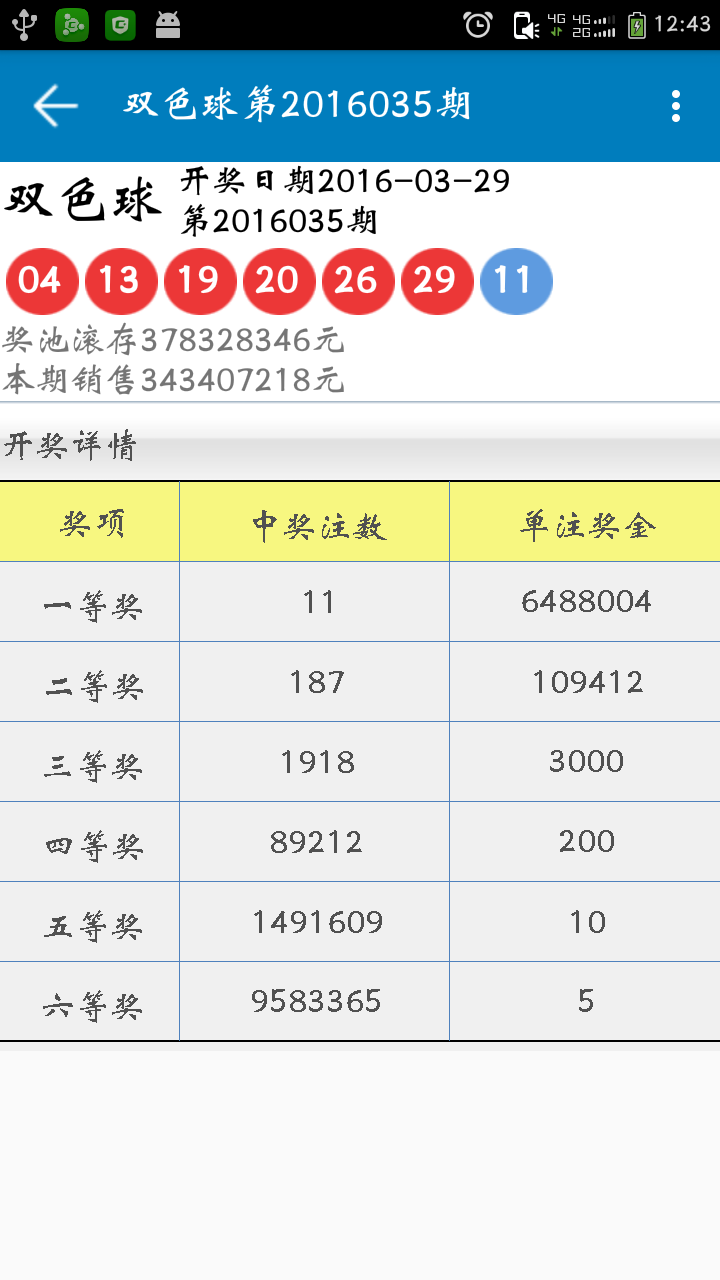 4G 4G 2G 12:43
双色球第2016035期
双色球 开奖日期2016-03-29
第2016035期
04 13 19 20 26 29 11
奖池滚存378328346元
本期销售343407218元
开奖详情
奖项 中奖注数 单注奖金
一等奖 11 6488004
二等奖 187 109412
三等奖 1918 3000
四等奖 89212 200
五等奖 1491609 10
六等奖 9583365 5